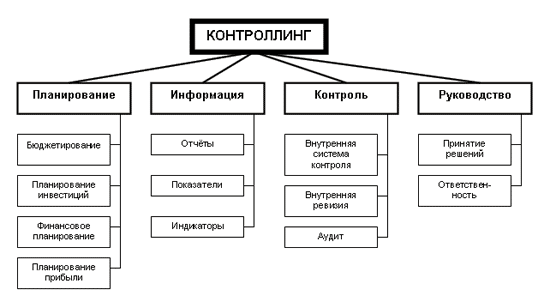 КОНТРОЛЛИНГ
Планирование
Информация
Контроль
Руководство
Бюджетирование
Планирование
инвестиций
Финансовое
планирование
Планирование
прибыли
Отчёты
Показатели
Индикаторы
Внутренняя
система
контроля
Внутренняя
ревизия
Аудит
Принятие
решений
Ответствен-
ность